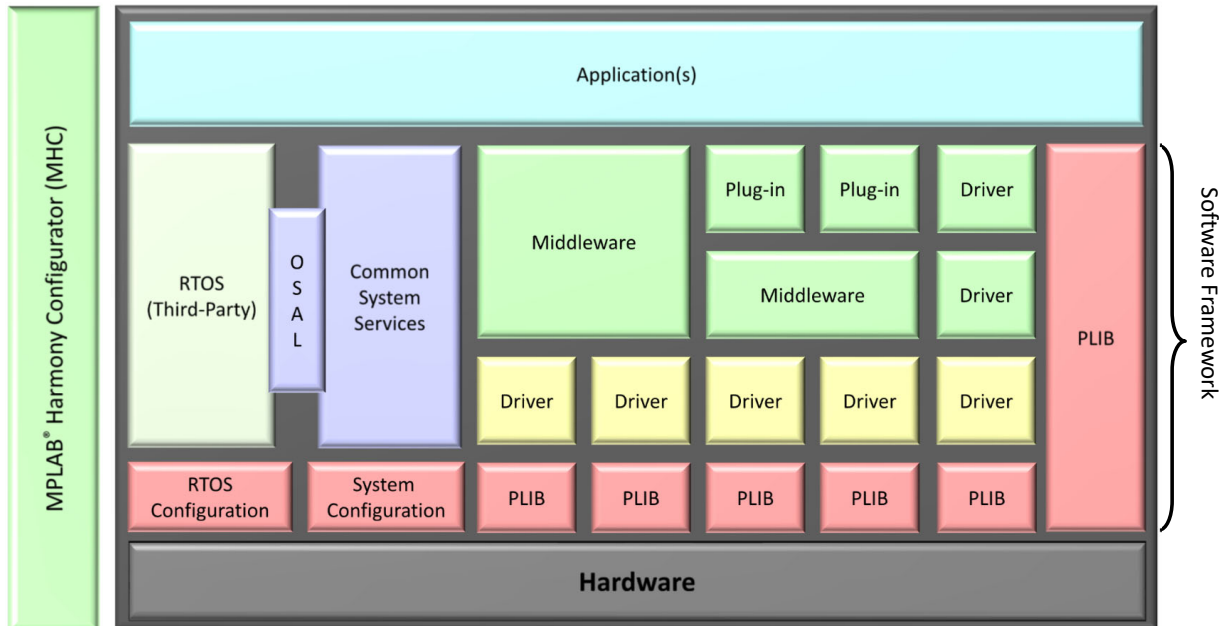 MPLAB® Harmony Configurator (MHC)
Application(s)
RTOS
(Third-Party)
O
S
A
L
Common
System
Services
Middleware
Plug-in
Plug-in
Driver
Middleware
Driver
PLIB
Driver
Driver
Driver
Driver
Driver
RTOS
Configuration
System
Configuration
PLIB
PLIB
PLIB
PLIB
PLIB
Hardware
Software Framework